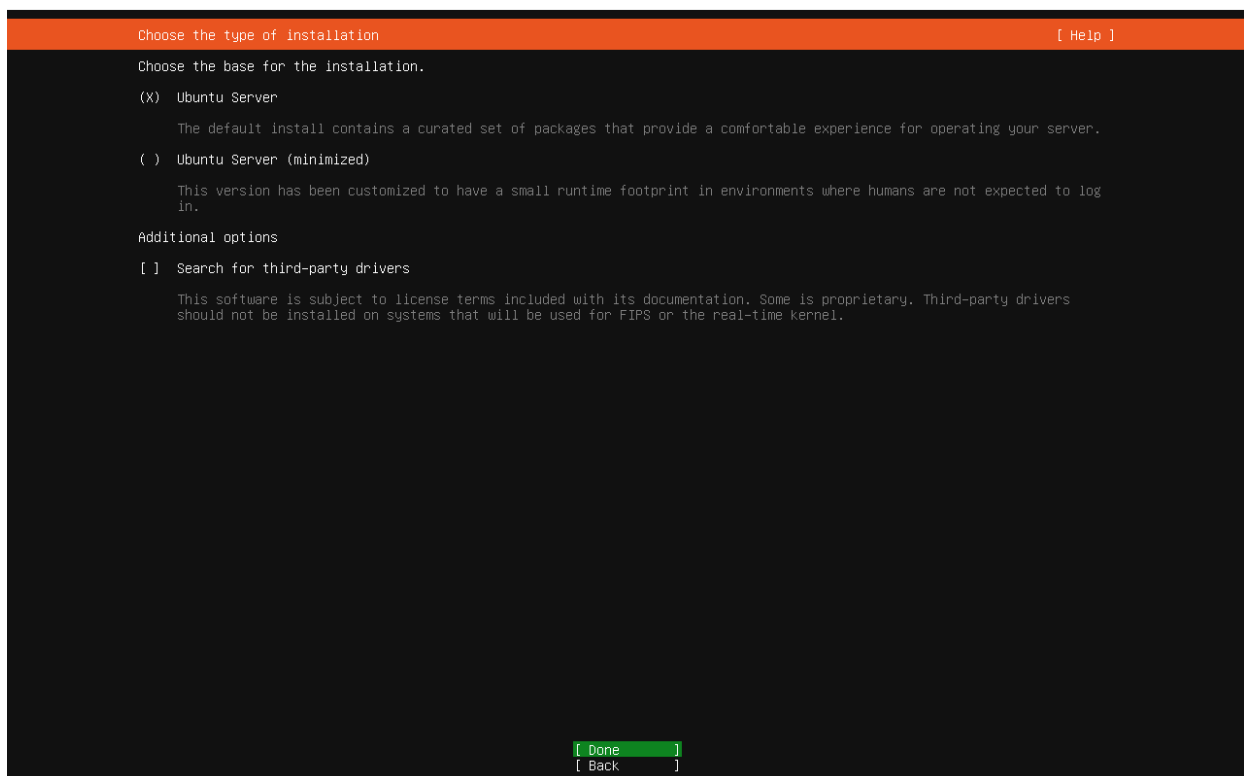 Choose the type of installation [ Help ]
Choose the base for the installation.
(X) Ubuntu Server
The default install contains a curated set of packages that provide a comfortable experience for operating your server.
( ) Ubuntu Server (minimized)
This version has been customized to have a small runtime footprint in environments where humans are not expected to log
in.
Additional options
[ ] Search for third-party drivers
This software is subject to license terms included with its documentation. Some is proprietary. Third-party drivers
should not be installed on systems that will be used for FIPS or the real-time kernel.
[ Done ]
[ Back ]